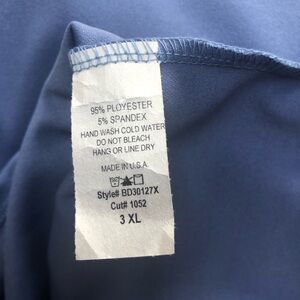 95% PLOYESTER
5% SPANDEX
HAND WASH COLD WATER
DO NOT BLEACH
HANG OR LINE DRY
MADE IN U.S.A.
Style# BD30127X
Cut# 1052
3 XL